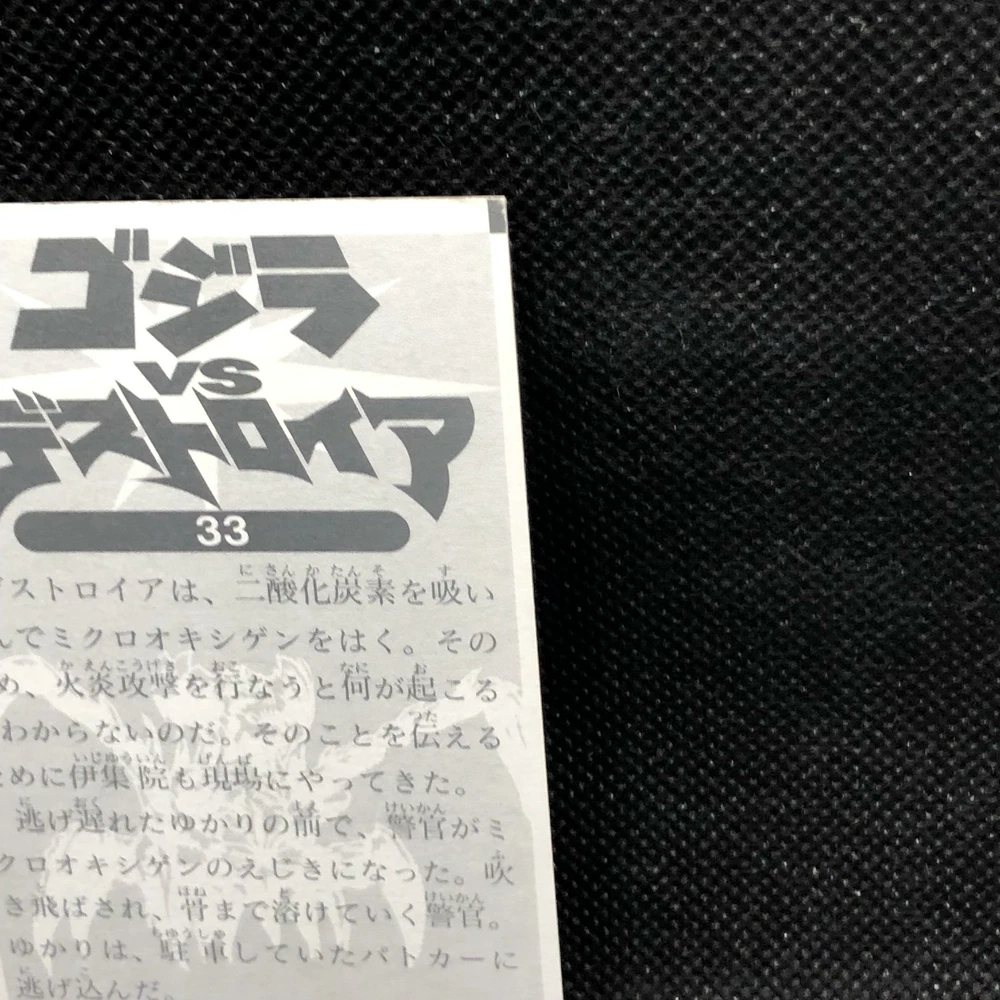 ゴジラ
VS
デストロイア
33
ストロイアは、二酸化炭素を吸い
んでミクロオキシゲンをはく。その
め、火炎攻撃を行なうと何が起こる
わからないのだ。そのことを伝える
ために伊集院も現場にやってきた。
逃げ遅れたゆかりの前で、警官がミ
クロオキシゲンのえじきになった。吹
き飛ばされ、骨まで溶けていく警官。
ゆかりは、駐車していたパトカーに
逃げ込んだ。